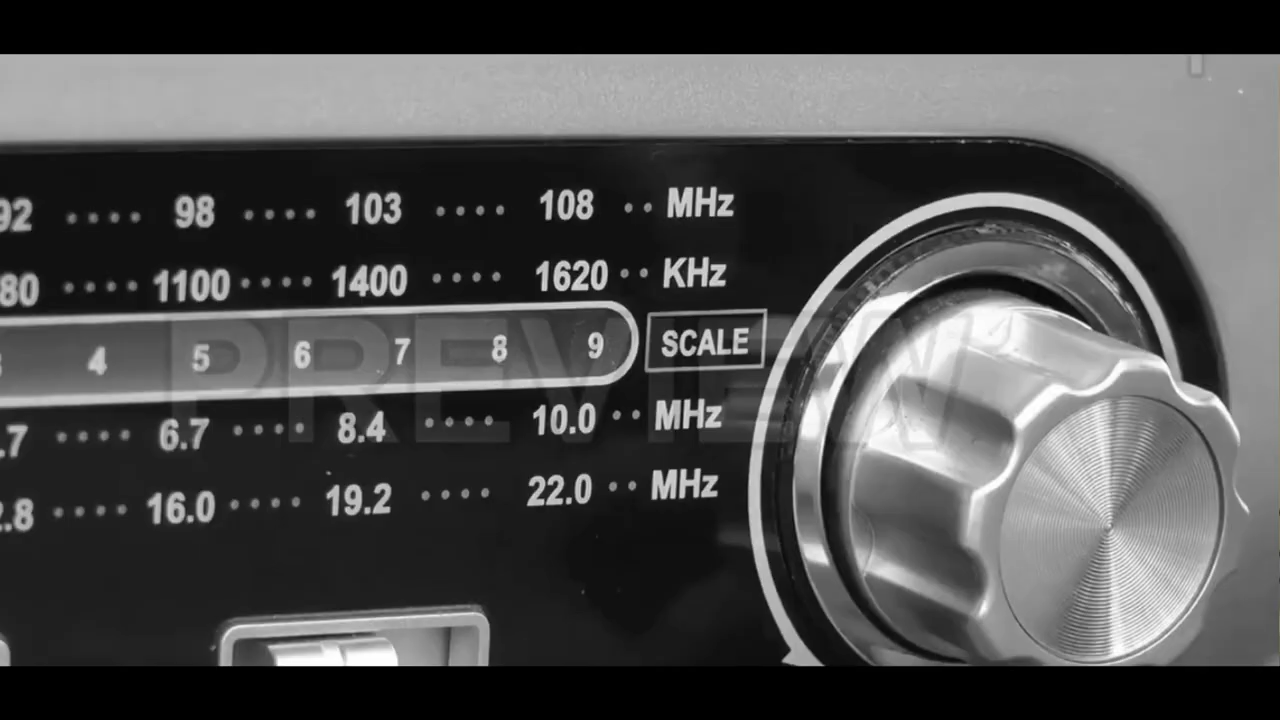 92 .... 98 .... 103 .... 108 .. MHz
80 .... 1100 .... 1400 .... 1620 .. KHz
4 5 6 7 8 9 SCALE
.7 .... 6.7 .... 8.4 .... 10.0 .. MHz
2.8 .... 16.0 .... 19.2 .... 22.0 .. MHz
PREVIEW